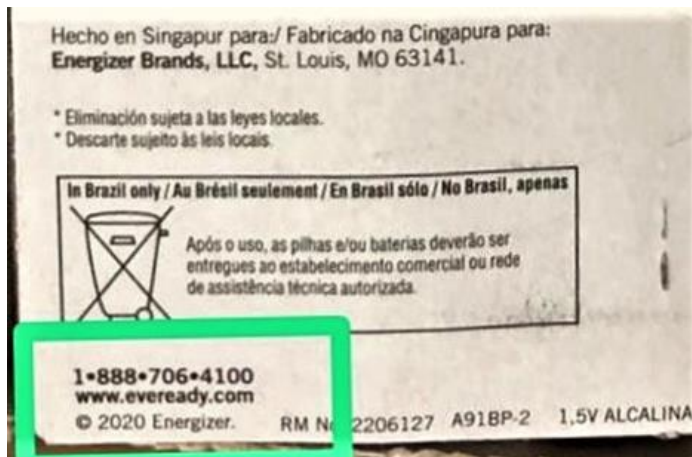 Hecho en Singapur para:/ Fabricado na Cingapura para:
Energizer Brands, LLC, St. Louis, MO 63141.
* Eliminación sujeta a las leyes locales.
* Descarte sujeito às leis locais.
In Brazil only / Au Brésil seulement / En Brasil sólo / No Brasil, apenas
Após o uso, as pilhas e/ou baterias deverão ser
entregues ao estabelecimento comercial ou rede
de assistência técnica autorizada.
1•888•706•4100
www.eveready.com
© 2020 Energizer. RM No 2206127 A91BP-2 1,5V ALCALINA